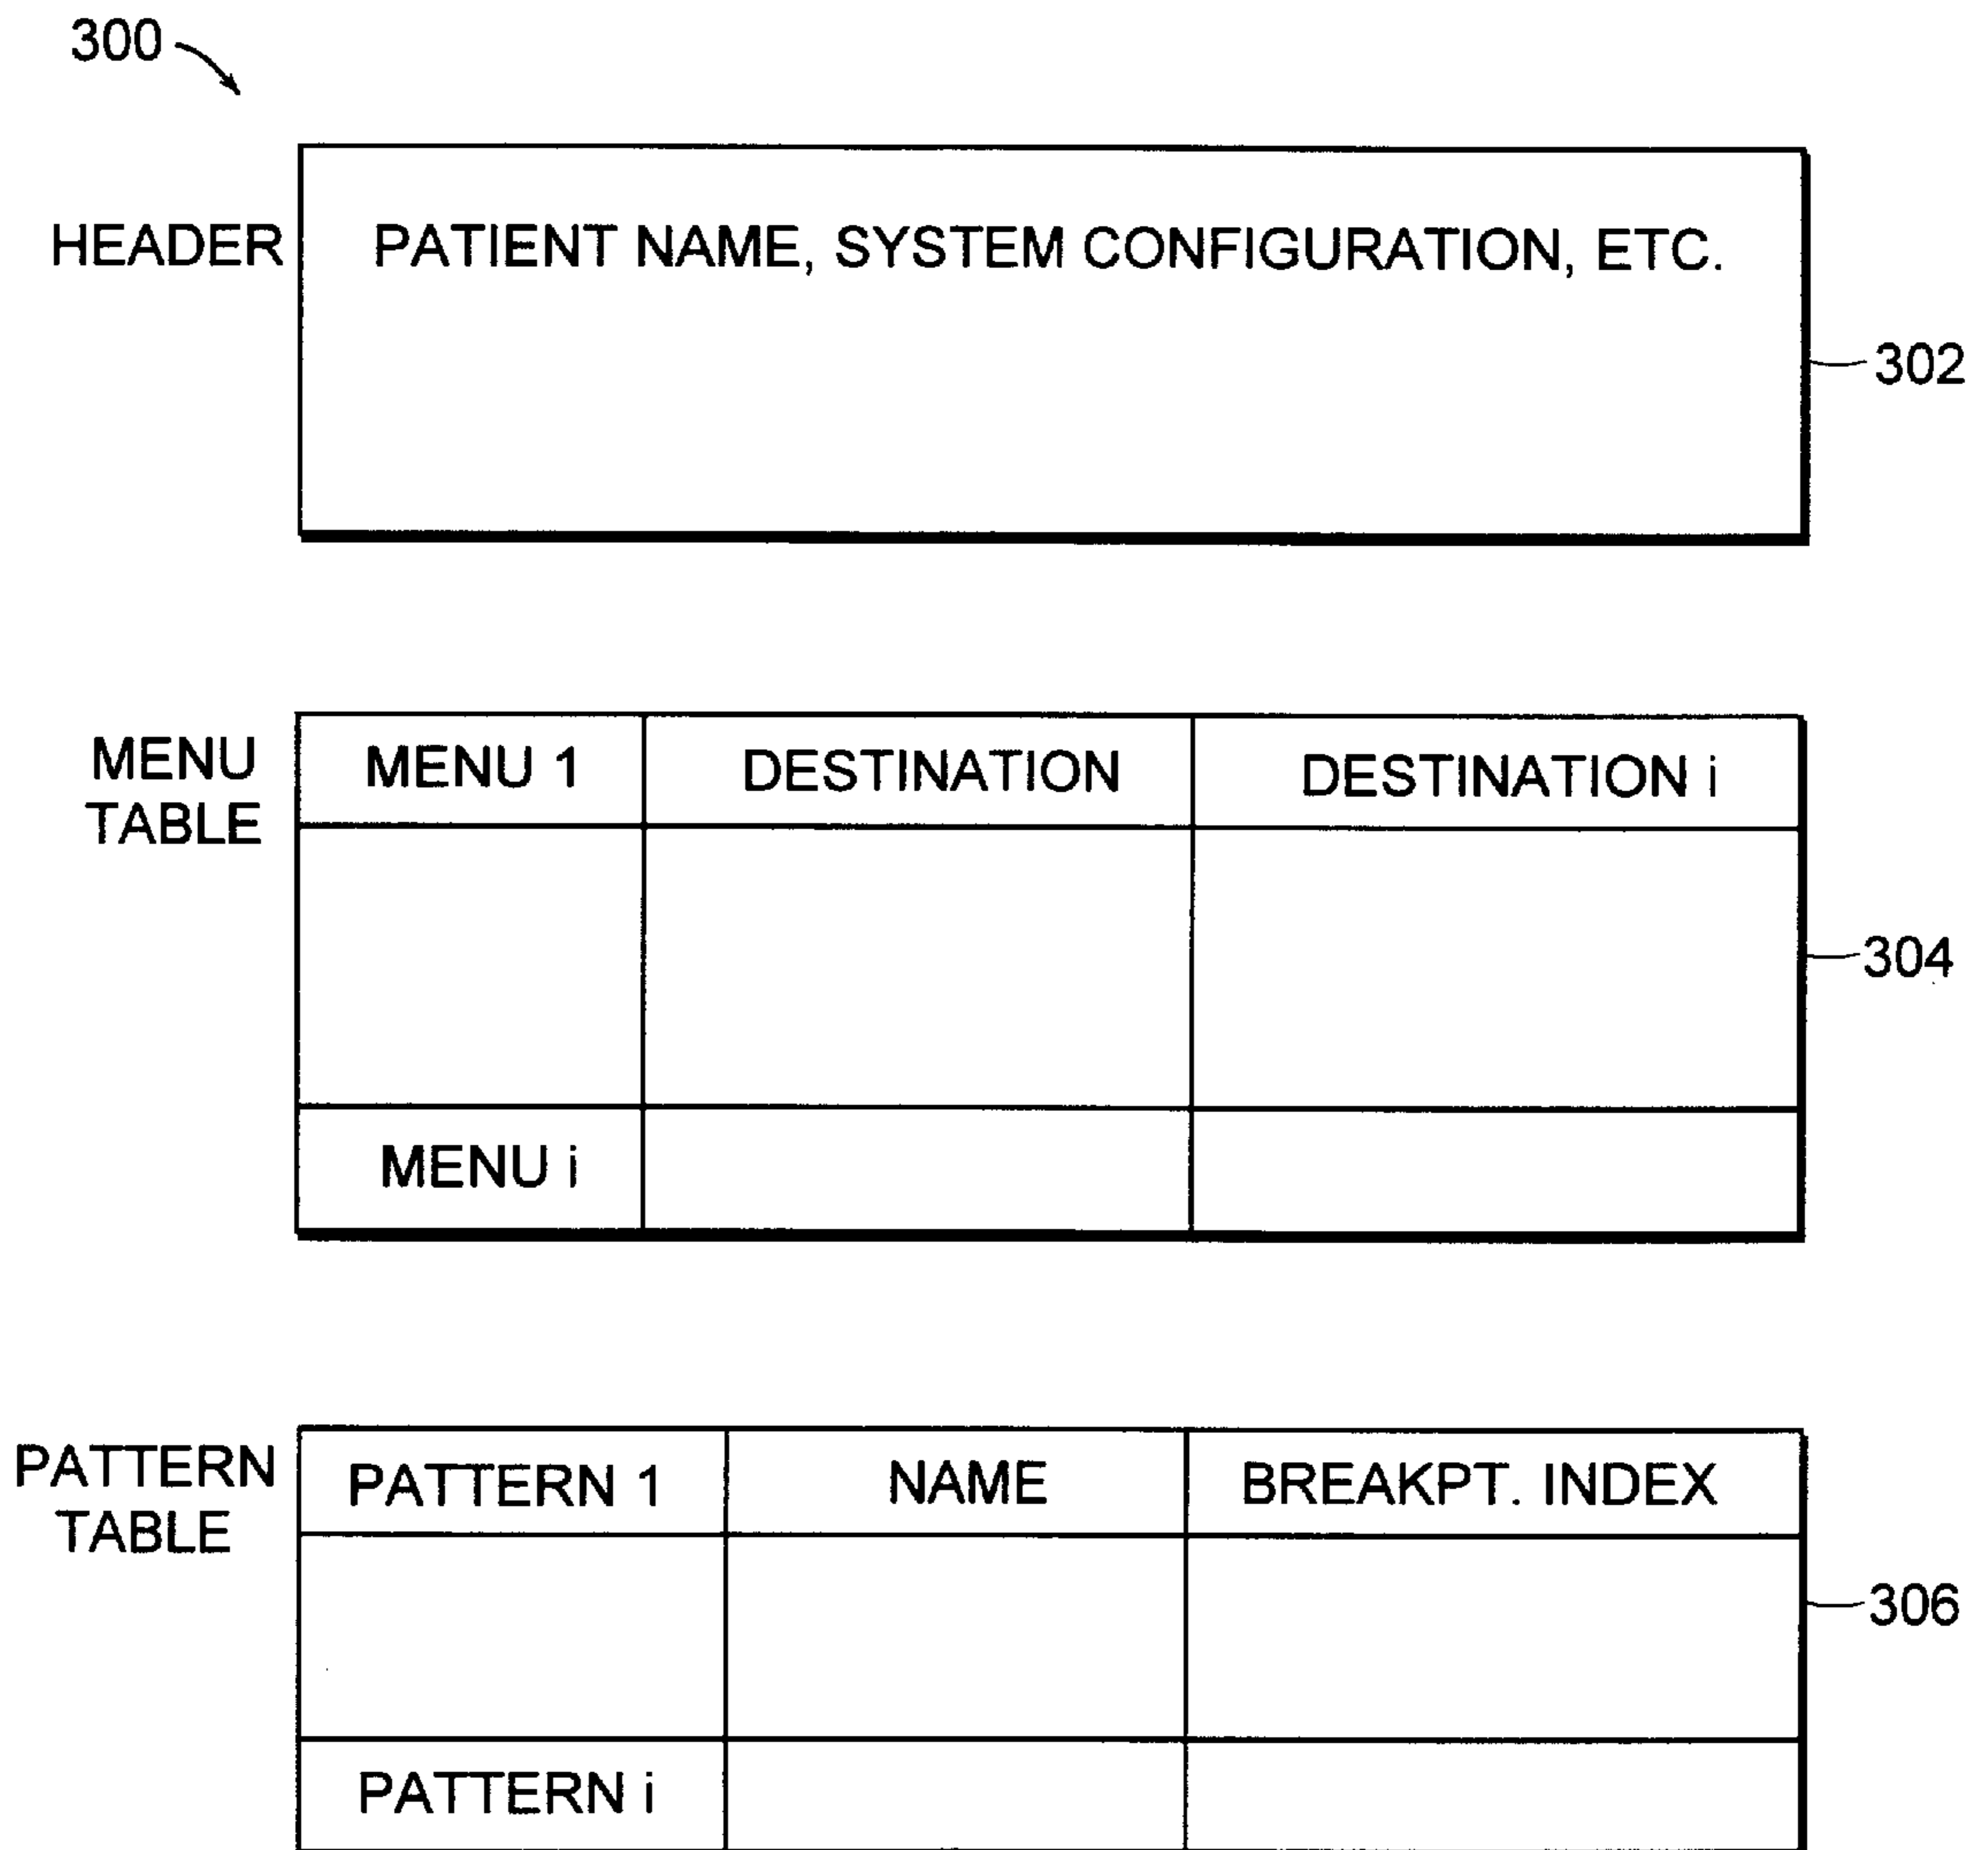 300
HEADER
PATIENT NAME, SYSTEM CONFIGURATION, ETC.
302
MENU
TABLE
MENU 1
DESTINATION
DESTINATION i
304
MENU i
PATTERN
TABLE
PATTERN 1
NAME
BREAKPT. INDEX
306
PATTERN i